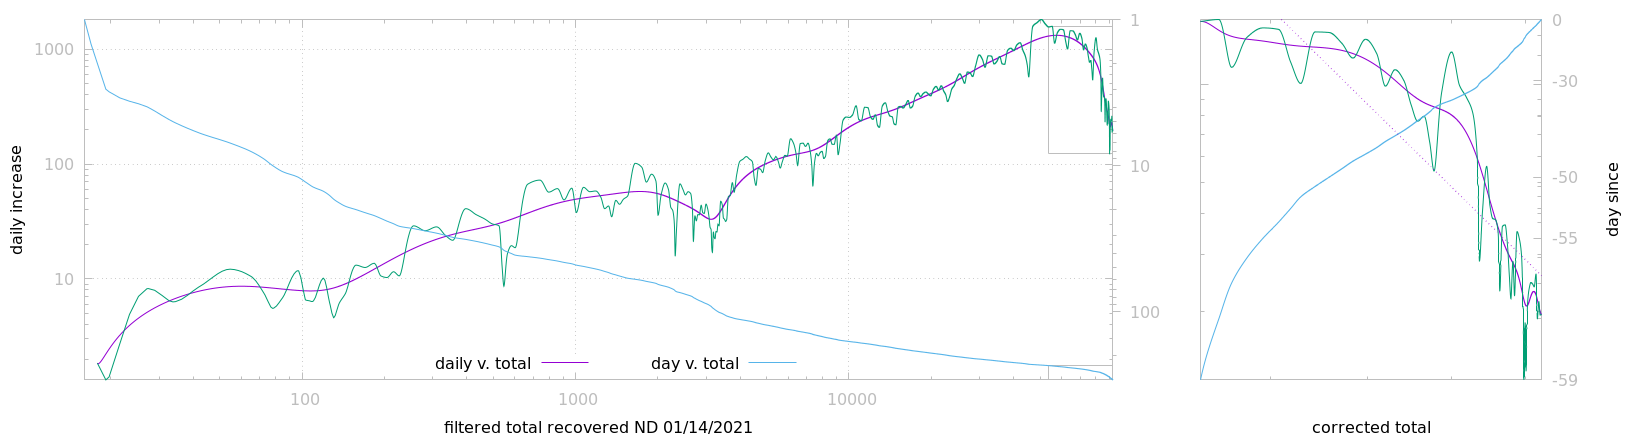 1000
100
10
daily increase
1
10
100
100
1000
10000
daily v. total
day v. total
filtered total recovered ND 01/14/2021
0
-30
-50
-55
-59
day since
corrected total